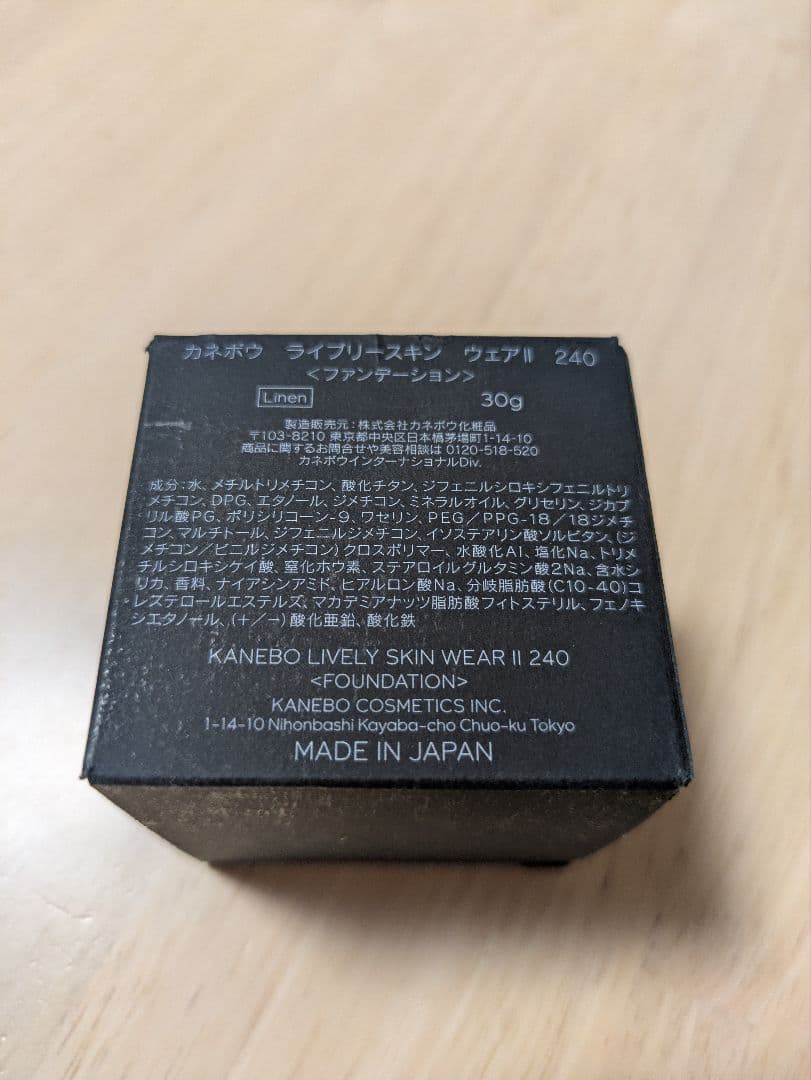 カネボウ ライブリースキン ウェアⅡ 240
<ファンデーション>
Linen 30g
製造販売元：株式会社カネボウ化粧品
〒103-8210 東京都中央区日本橋茅場町1-14-10
商品に関するお問合せや美容相談は 0120-518-520
カネボウインターナショナルDiv.
成分：水、メチルトリメチコン、酸化チタン、ジフェニルシロキシフェニルトリ
メチコン、DPG、エタノール、ジメチコン、ミネラルオイル、グリセリン、ジカプ
リル酸PG、ポリシリコーン-9、ワセリン、PEG／PPG-18／18ジメチ
コン、マルチトール、ジフェニルジメチコン、イソステアリン酸ソルビタン、(ジ
メチコン／ビニルジメチコン)クロスポリマー、水酸化Al、塩化Na、トリメ
チルシロキシケイ酸、窒化ホウ素、ステアロイルグルタミン酸2Na、含水シ
リカ、香料、ナイアシンアミド、ヒアルロン酸Na、分岐脂肪酸(C10-40)コ
レステロールエステルズ、マカデミアナッツ脂肪酸フィトステリル、フェノキ
シエタノール、(+／−)酸化亜鉛、酸化鉄
KANEBO LIVELY SKIN WEAR II 240
<FOUNDATION>
KANEBO COSMETICS INC.
1-14-10 Nihonbashi Kayaba-cho Chuo-ku Tokyo
MADE IN JAPAN